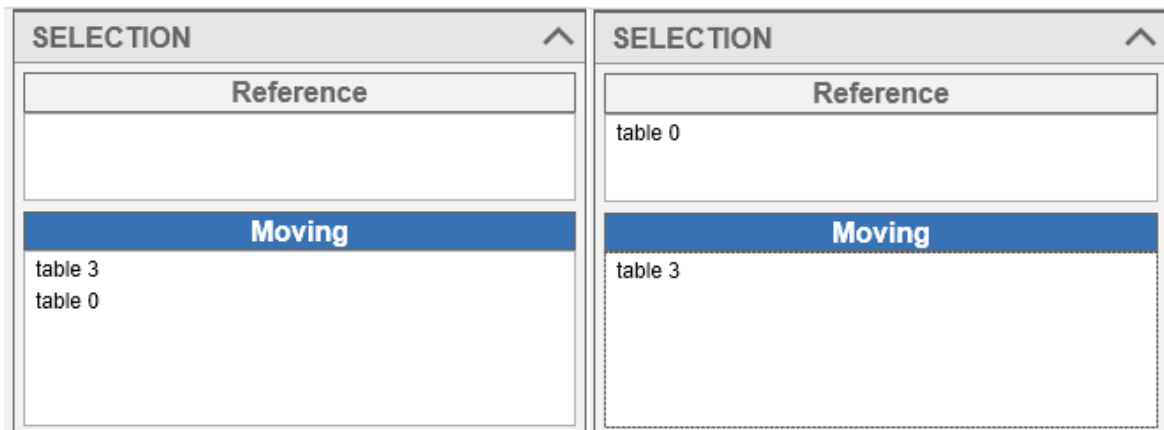 SELECTION
Reference
Moving
table 3
table 0
SELECTION
Reference
table 0
Moving
table 3